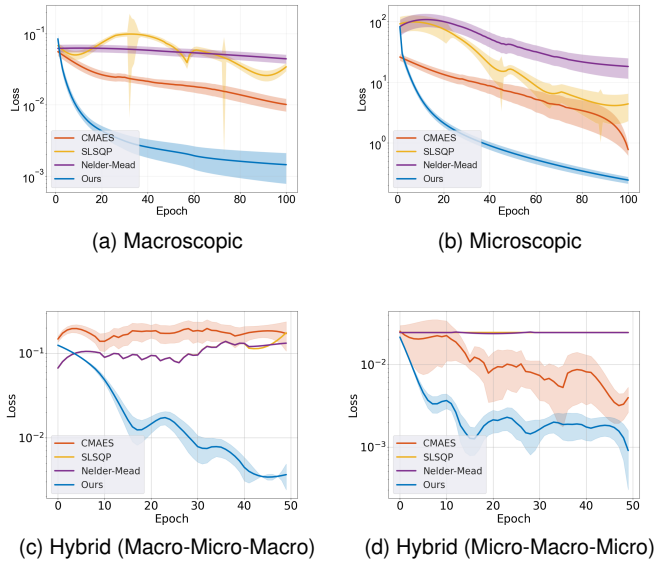 10⁻¹
10⁻²
10⁻³
Loss
CMAES
SLSQP
Nelder-Mead
Ours
0 20 40 60 80 100
Epoch
(a) Macroscopic
10²
10¹
10⁰
Loss
CMAES
SLSQP
Nelder-Mead
Ours
0 20 40 60 80 100
Epoch
(b) Microscopic
10⁻¹
10⁻²
Loss
CMAES
SLSQP
Nelder-Mead
Ours
0 10 20 30 40 50
Epoch
(c) Hybrid (Macro-Micro-Macro)
10⁻²
10⁻³
Loss
CMAES
SLSQP
Nelder-Mead
Ours
0 10 20 30 40 50
Epoch
(d) Hybrid (Micro-Macro-Micro)